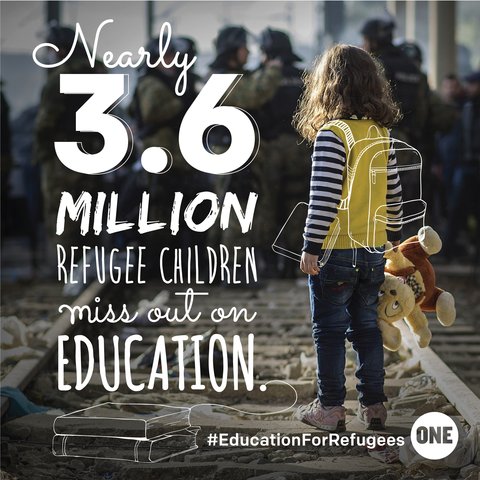 Nearly
3.6
MILLION
REFUGEE CHILDREN
miss out on
EDUCATION.
#EducationForRefugees
ONE